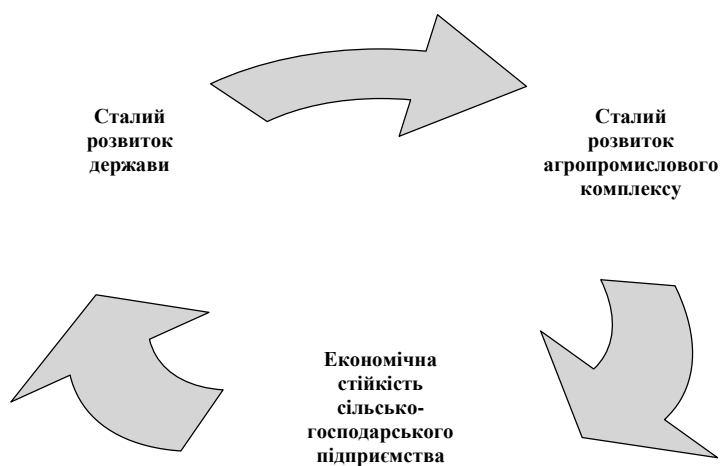 Сталий
розвиток
держави
Сталий
розвиток
агропромислового
комплексу
Економічна
стійкість
сільсько-
господарського
підприємства